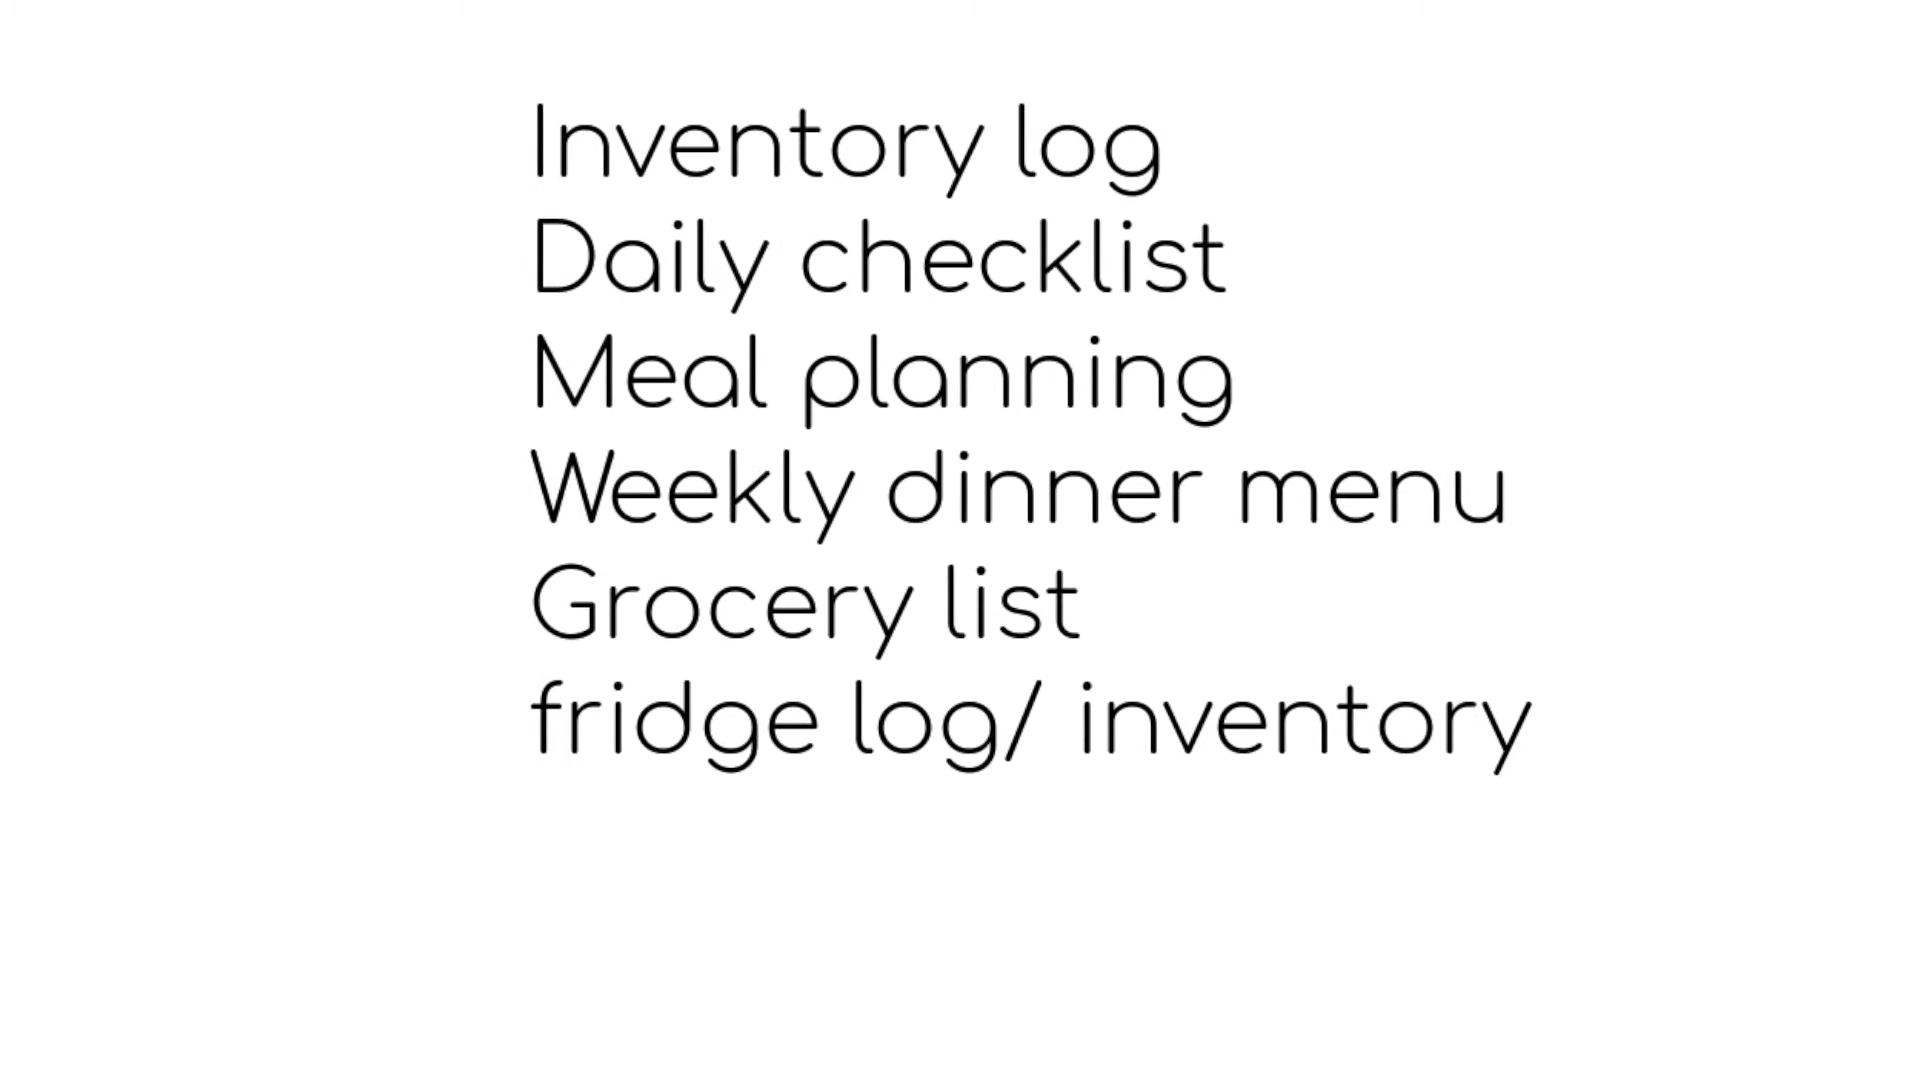 Inventory log
Daily checklist
Meal planning
Weekly dinner menu
Grocery list
fridge log/ inventory